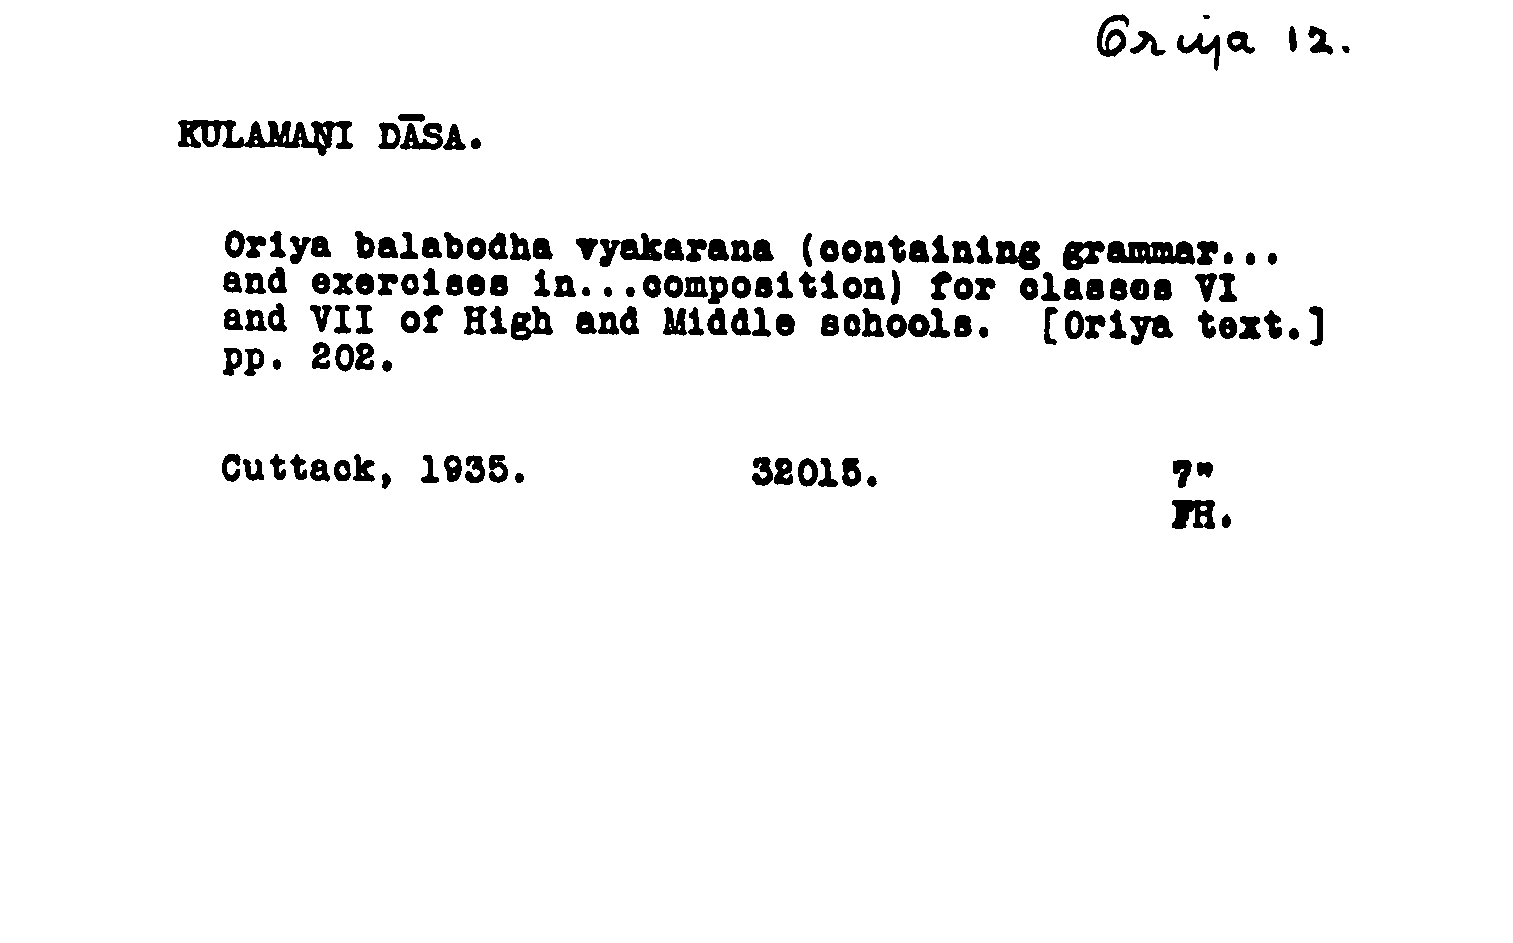 Oriya 12.
KULAMAṆI DĀSA.
Oriya balabodha vyakarana (containing grammar...
and exercises in...composition) for classes VI
and VII of High and Middle schools.  [Oriya text.]
pp. 202.
Cuttack, 1935. 32015. 7"
FH.